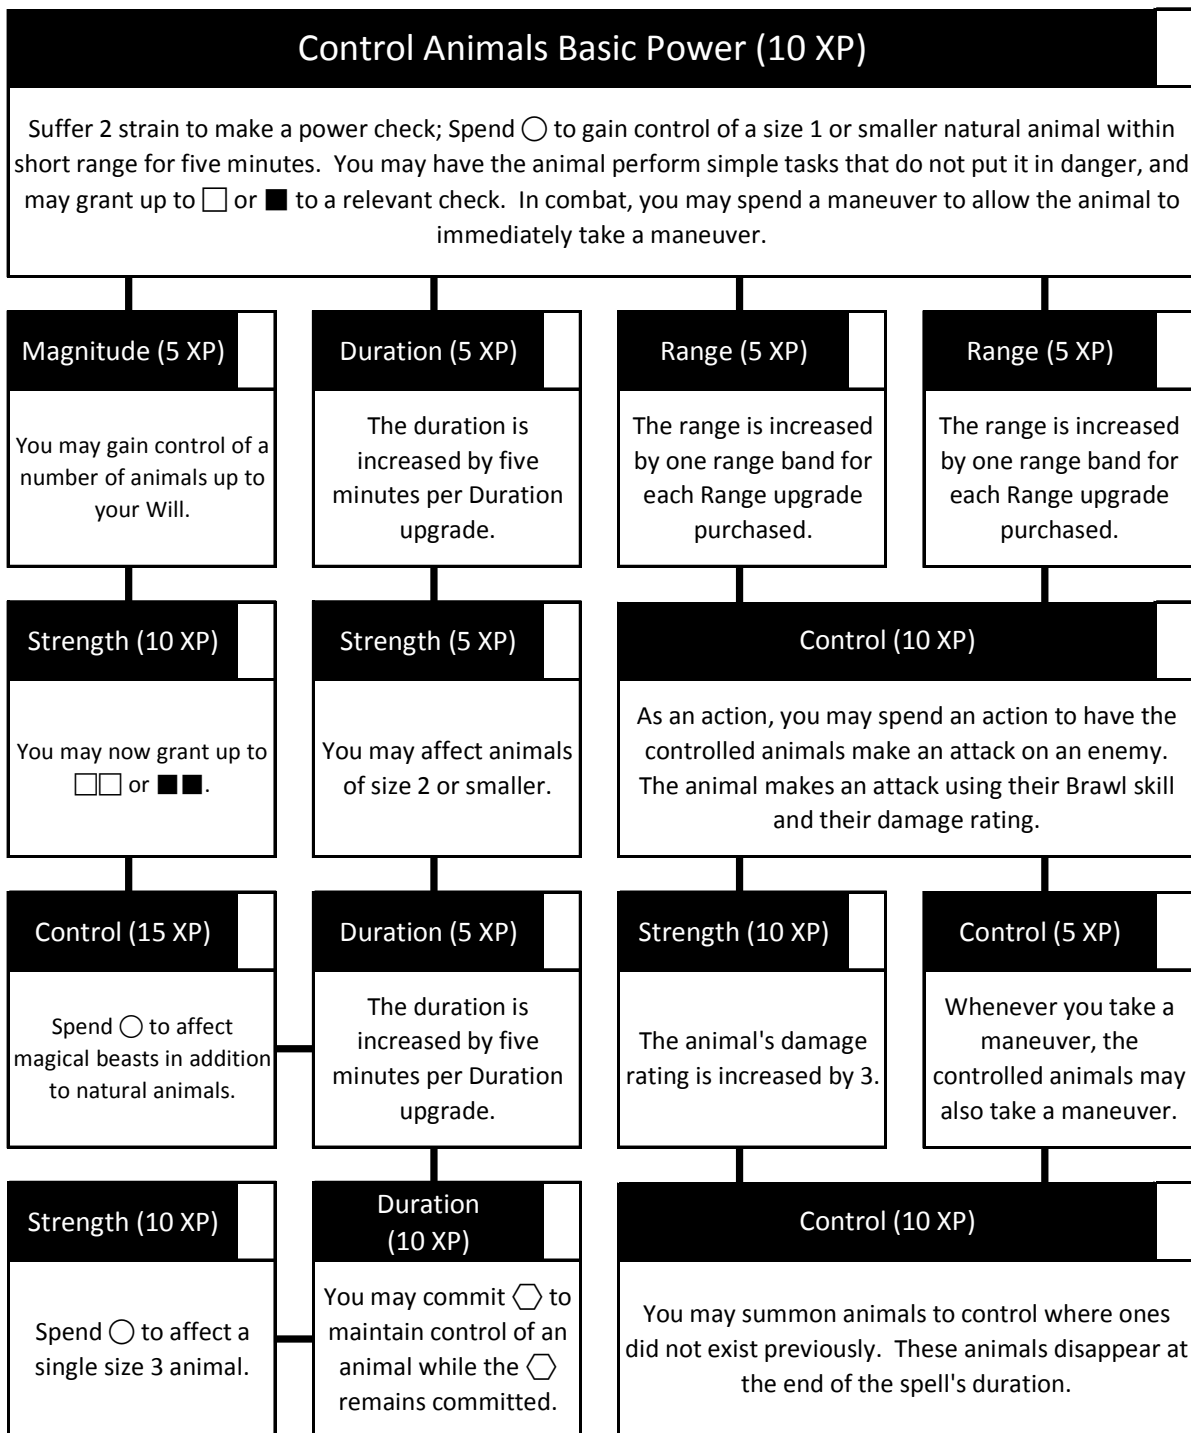 Control Animals Basic Power (10 XP)
Suffer 2 strain to make a power check; Spend ◯ to gain control of a size 1 or smaller natural animal within
short range for five minutes. You may have the animal perform simple tasks that do not put it in danger, and
may grant up to □ or ■ to a relevant check. In combat, you may spend a maneuver to allow the animal to
immediately take a maneuver.
Magnitude (5 XP)
You may gain control of a
number of animals up to
your Will.
Duration (5 XP)
The duration is
increased by five
minutes per Duration
upgrade.
Range (5 XP)
The range is increased
by one range band for
each Range upgrade
purchased.
Range (5 XP)
The range is increased
by one range band for
each Range upgrade
purchased.
Strength (10 XP)
You may now grant up to
□□ or ■■.
Strength (5 XP)
You may affect animals
of size 2 or smaller.
Control (10 XP)
As an action, you may spend an action to have the
controlled animals make an attack on an enemy.
The animal makes an attack using their Brawl skill
and their damage rating.
Control (15 XP)
Spend ◯ to affect
magical beasts in addition
to natural animals.
Duration (5 XP)
The duration is
increased by five
minutes per Duration
upgrade.
Strength (10 XP)
The animal's damage
rating is increased by 3.
Control (5 XP)
Whenever you take a
maneuver, the
controlled animals may
also take a maneuver.
Strength (10 XP)
Spend ◯ to affect a
single size 3 animal.
Duration
(10 XP)
You may commit ⬡ to
maintain control of an
animal while the ⬡
remains committed.
Control (10 XP)
You may summon animals to control where ones
did not exist previously. These animals disappear at
the end of the spell's duration.